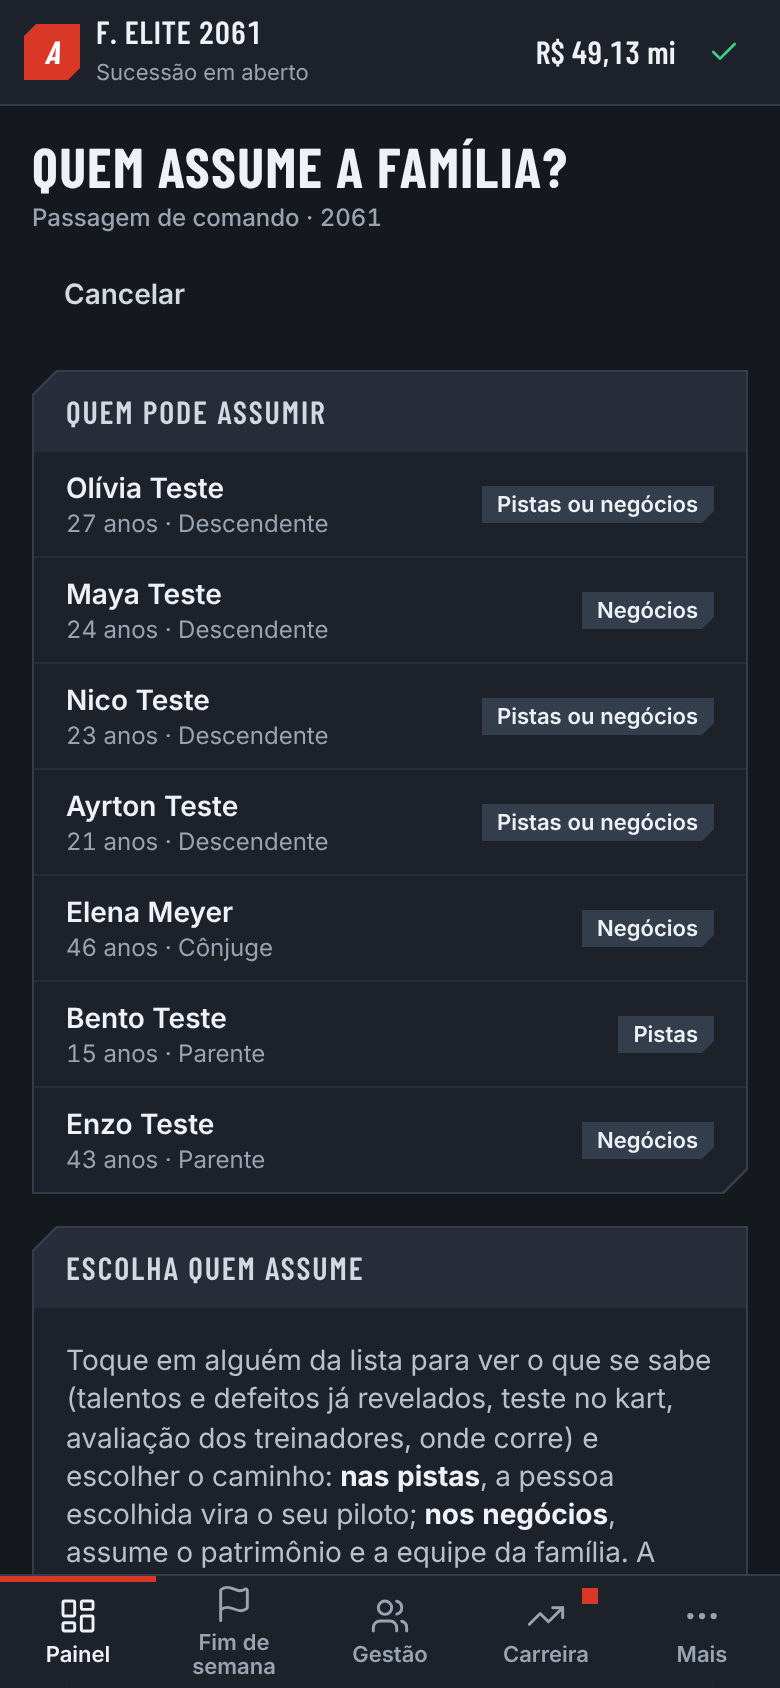 A
F. ELITE 2061
Sucessão em aberto
R$ 49,13 mi
QUEM ASSUME A FAMÍLIA?
Passagem de comando · 2061
Cancelar
QUEM PODE ASSUMIR
Olívia Teste
27 anos · Descendente
Pistas ou negócios
Maya Teste
24 anos · Descendente
Negócios
Nico Teste
23 anos · Descendente
Pistas ou negócios
Ayrton Teste
21 anos · Descendente
Pistas ou negócios
Elena Meyer
46 anos · Cônjuge
Negócios
Bento Teste
15 anos · Parente
Pistas
Enzo Teste
43 anos · Parente
Negócios
ESCOLHA QUEM ASSUME
Toque em alguém da lista para ver o que se sabe
(talentos e defeitos já revelados, teste no kart,
avaliação dos treinadores, onde corre) e
escolher o caminho: nas pistas, a pessoa
escolhida vira o seu piloto; nos negócios,
assume o patrimônio e a equipe da família. A
Painel
Fim de
semana
Gestão
Carreira
Mais